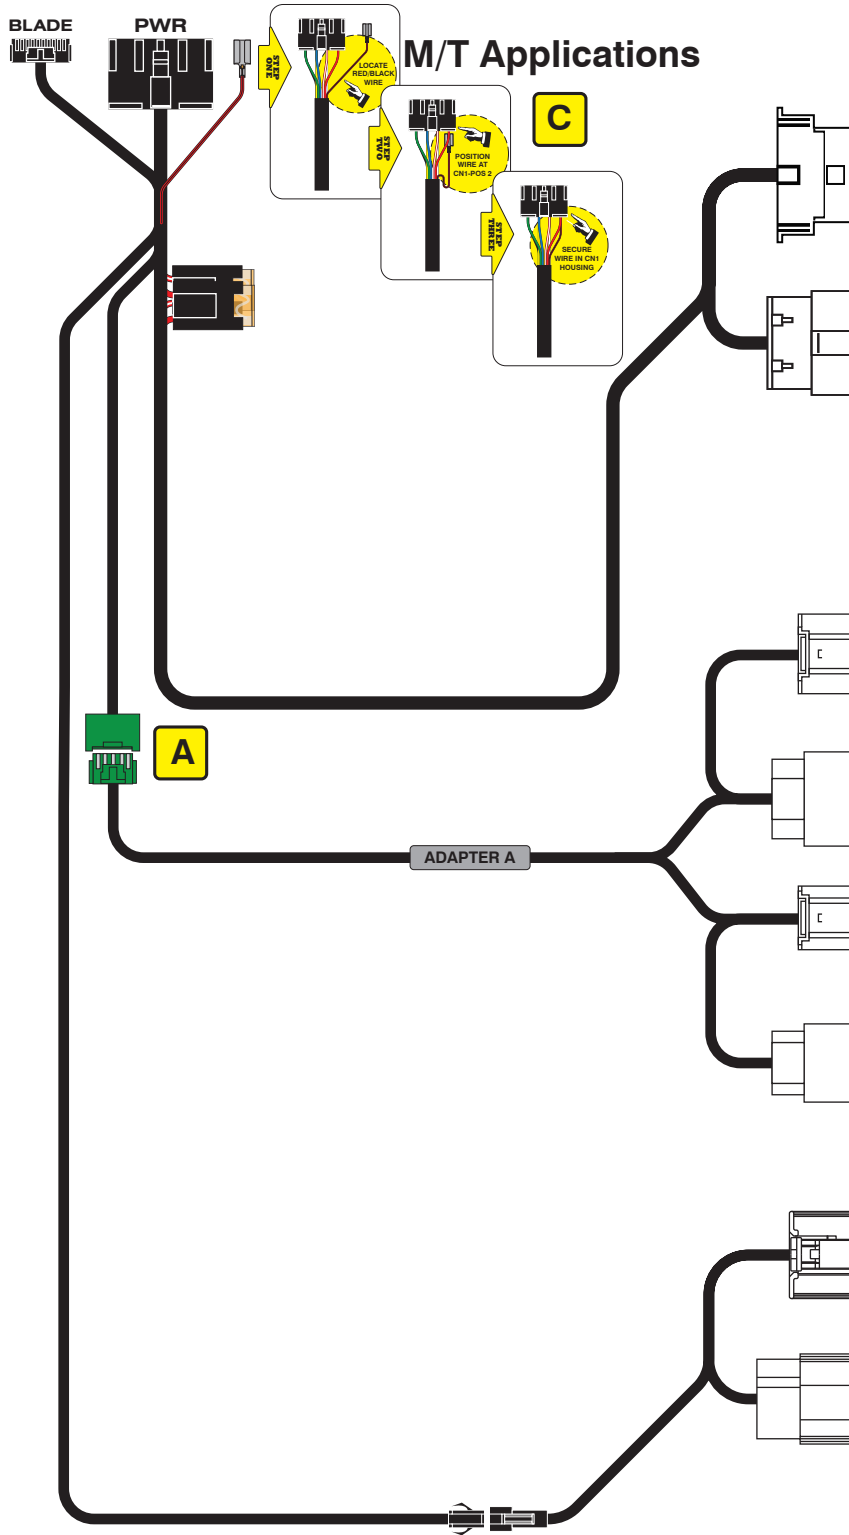 BLADE
PWR
M/T Applications
STEP
ONE
LOCATE
RED/BLACK
WIRE
C
STEP
TWO
POSITION
WIRE AT
CN1-POS 2
STEP
THREE
SECURE
WIRE IN CN1
HOUSING
A
ADAPTER A